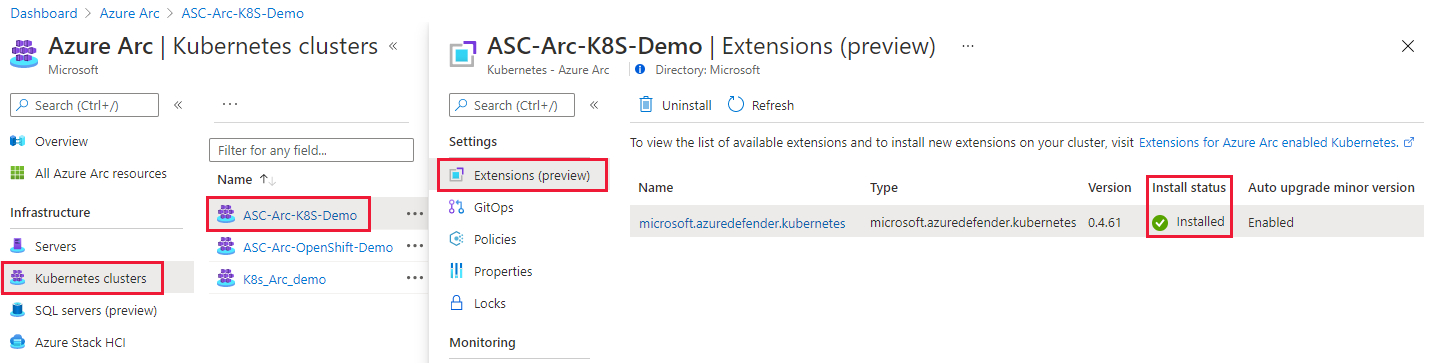 Dashboard > Azure Arc > ASC-Arc-K8S-Demo
Azure Arc | Kubernetes clusters
Microsoft
Search (Ctrl+/)
Overview
All Azure Arc resources
Infrastructure
Servers
Kubernetes clusters
SQL servers (preview)
Azure Stack HCI
Filter for any field...
Name
ASC-Arc-K8S-Demo
ASC-Arc-OpenShift-Demo
K8s_Arc_demo
ASC-Arc-K8S-Demo | Extensions (preview)
Kubernetes - Azure Arc Directory: Microsoft
Search (Ctrl+/)
Settings
Extensions (preview)
GitOps
Policies
Properties
Locks
Monitoring
Uninstall Refresh
To view the list of available extensions and to install new extensions on your cluster, visit Extensions for Azure Arc enabled Kubernetes.
Name Type Version Install status Auto upgrade minor version
microsoft.azuredefender.kubernetes microsoft.azuredefender.kubernetes 0.4.61 Installed Enabled